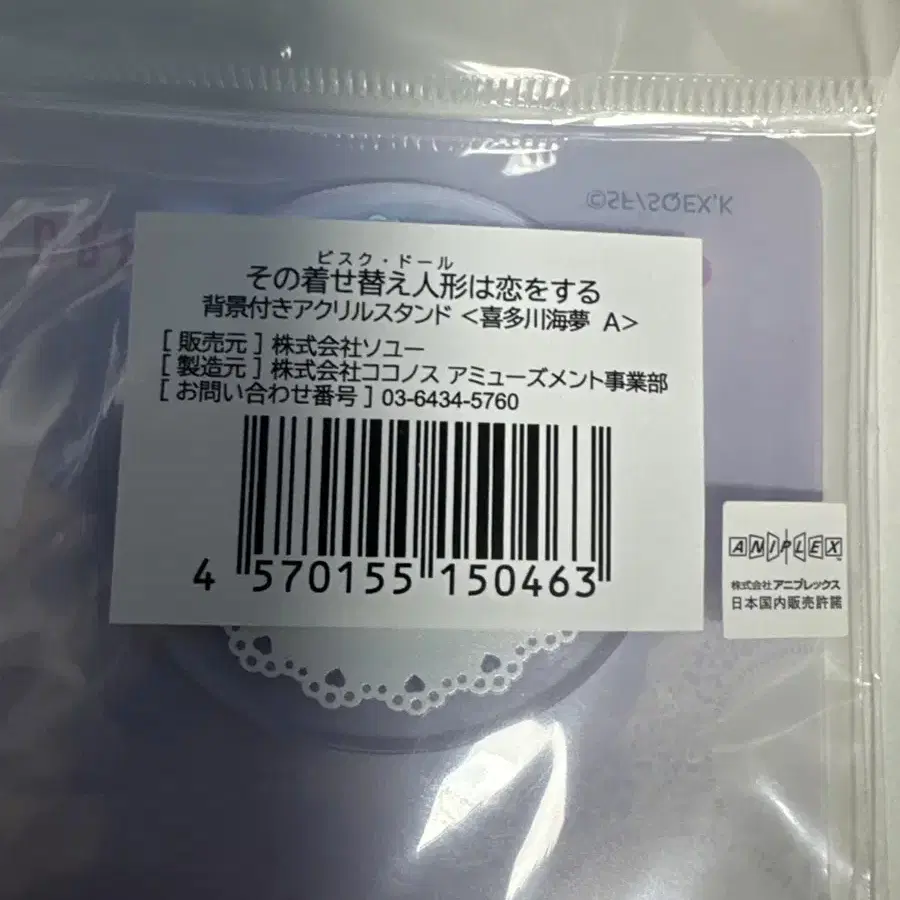 ©SF/SQEX,K
ビスク・ドール
その着せ替え人形は恋をする
背景付きアクリルスタンド <喜多川海夢 A>
[ 販売元 ] 株式会社ソユー
[ 製造元 ] 株式会社ココノス アミューズメント事業部
[ お問い合わせ番号 ] 03-6434-5760
4 570155 150463
ANIPLEX
株式会社アニプレックス
日本国内販売許諾